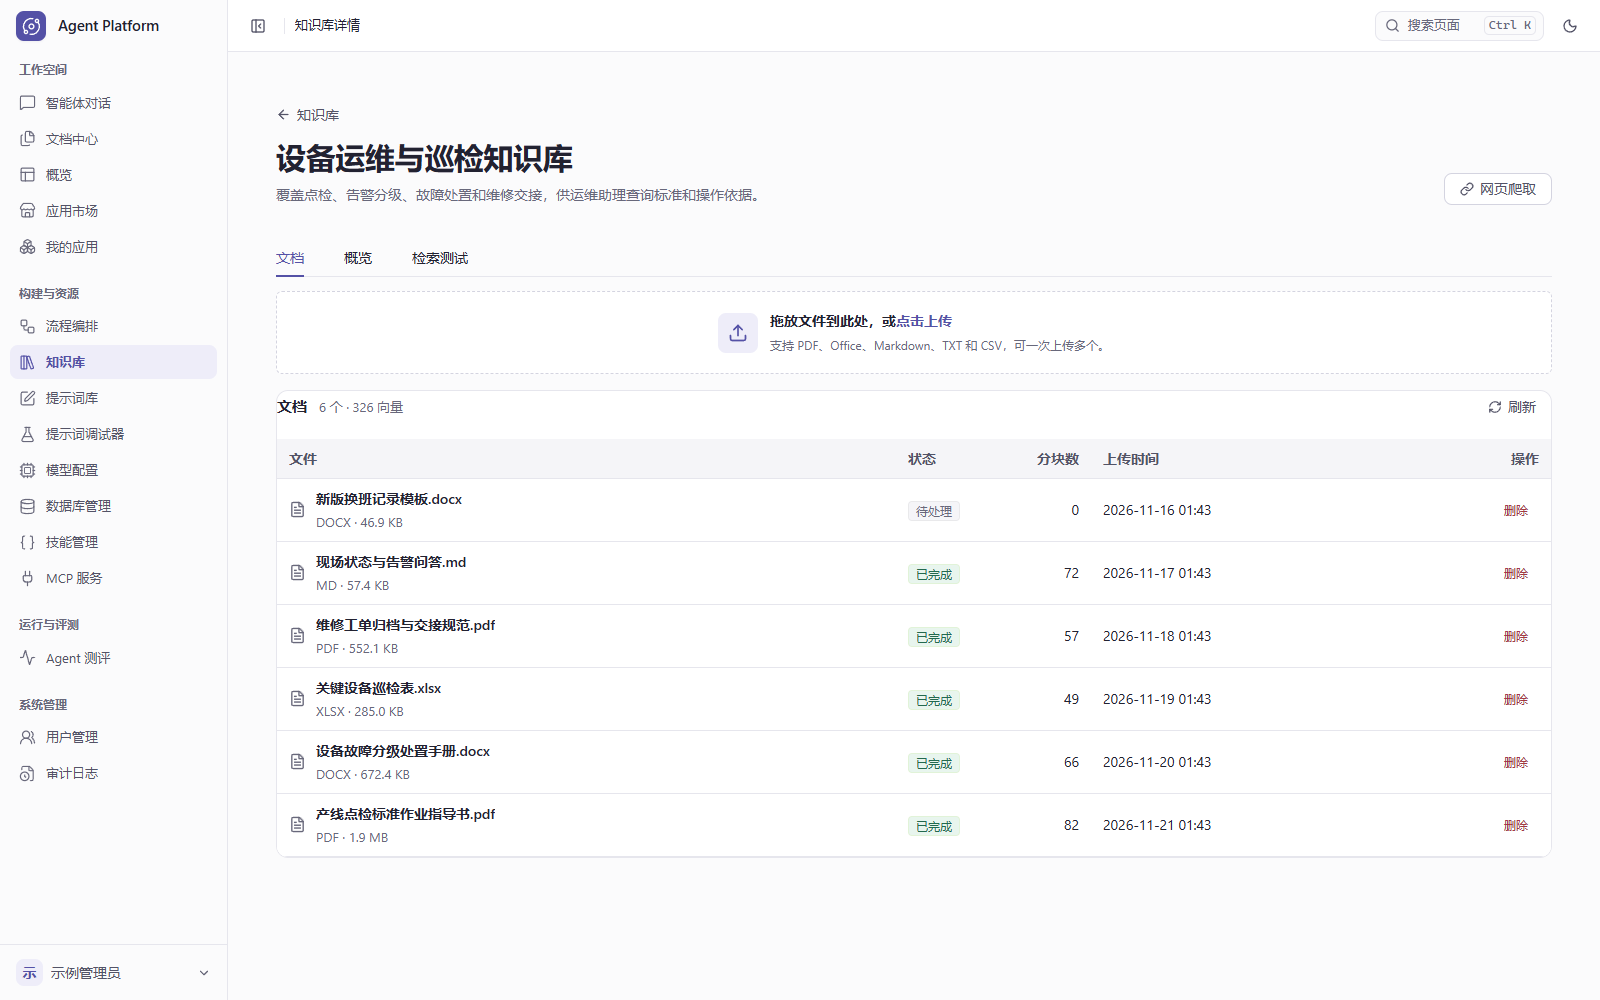 Agent Platform
工作空间
智能体对话
文档中心
概览
应用市场
我的应用
构建与资源
流程编排
知识库
提示词库
提示词调试器
模型配置
数据库管理
技能管理
MCP 服务
运行与评测
Agent 测评
系统管理
用户管理
审计日志
示 示例管理员
知识库详情
搜索页面 Ctrl K
知识库
设备运维与巡检知识库
覆盖点检、告警分级、故障处置和维修交接，供运维助理查询标准和操作依据。
网页爬取
文档 概览 检索测试
拖放文件到此处，或点击上传
支持 PDF、Office、Markdown、TXT 和 CSV，可一次上传多个。
文档 6 个 · 326 向量 刷新
文件 状态 分块数 上传时间 操作
新版换班记录模板.docx
DOCX · 46.9 KB
待处理 0 2026-11-16 01:43 删除
现场状态与告警问答.md
MD · 57.4 KB
已完成 72 2026-11-17 01:43 删除
维修工单归档与交接规范.pdf
PDF · 552.1 KB
已完成 57 2026-11-18 01:43 删除
关键设备巡检表.xlsx
XLSX · 285.0 KB
已完成 49 2026-11-19 01:43 删除
设备故障分级处置手册.docx
DOCX · 672.4 KB
已完成 66 2026-11-20 01:43 删除
产线点检标准作业指导书.pdf
PDF · 1.9 MB
已完成 82 2026-11-21 01:43 删除